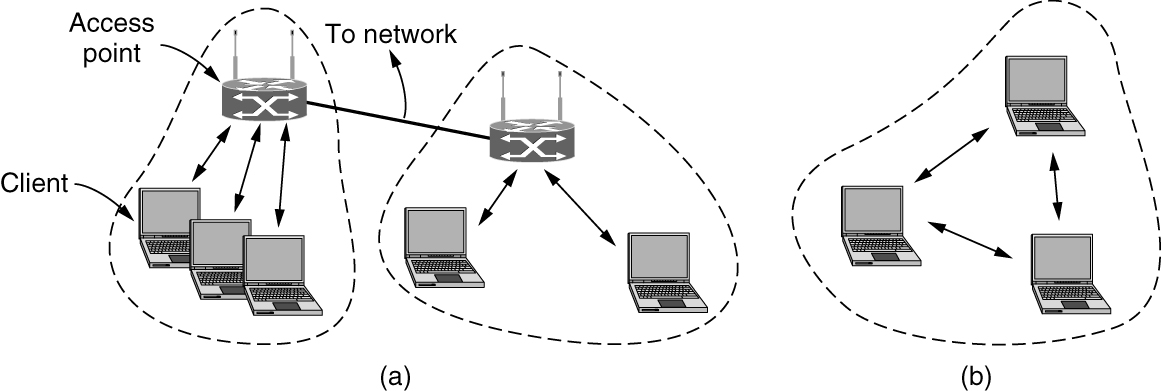 Access
point
To network
Client
(a)
(b)